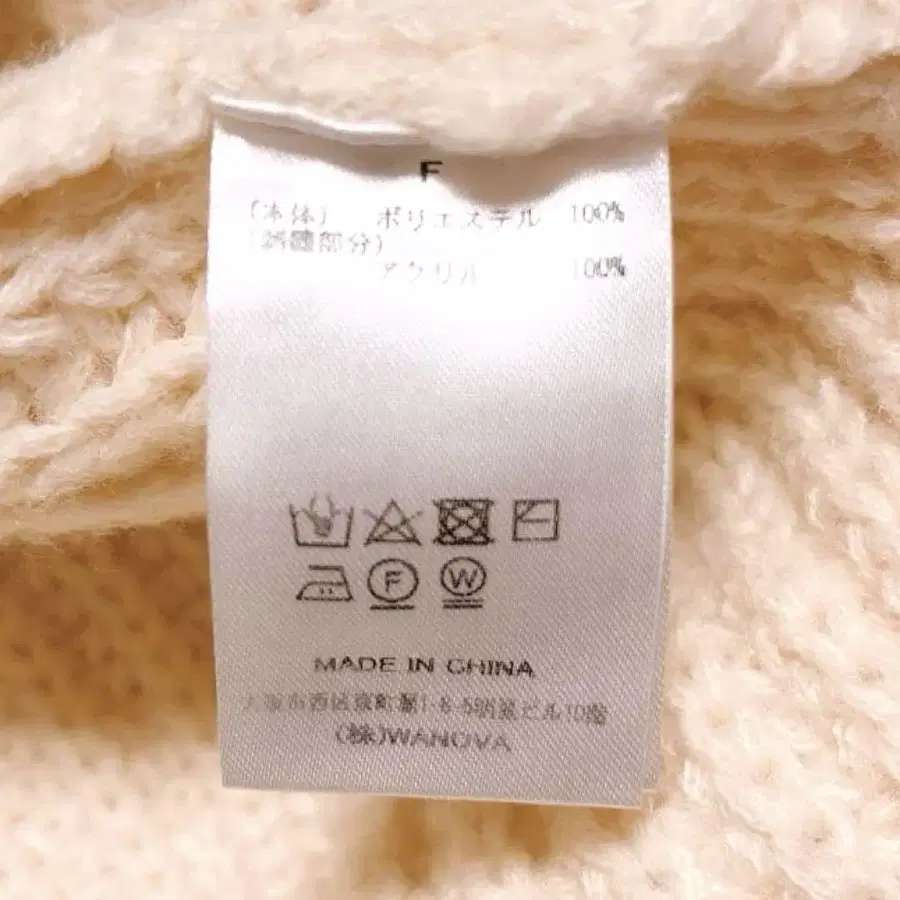 F
(本体) ポリエステル 100%
(刺繍部分)
アクリル 100%
F
W
MADE IN CHINA
大阪市西区京町堀1-8-5明星ビル10階
(株)WANOVA